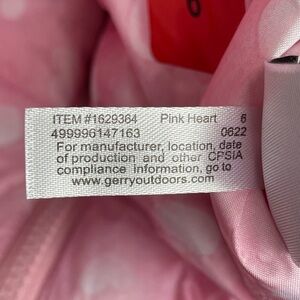 ITEM #1629364 Pink Heart 6
499996147163 0622
For manufacturer, location, date
of production and other CPSIA
compliance information, go to
www.gerryoutdoors.com